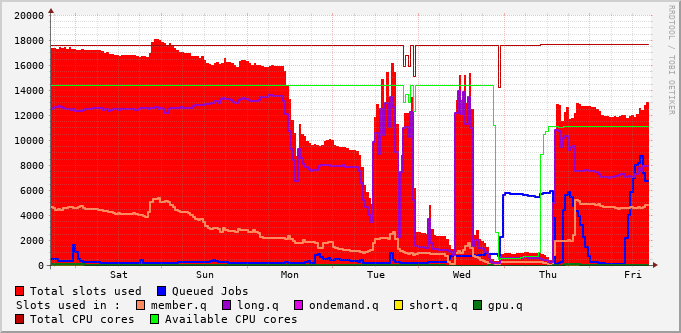 20000
18000
16000
14000
12000
10000
8000
6000
4000
2000
0
Sat Sun Mon Tue Wed Thu Fri
RRDTOOL / TOBI OETIKER
Total slots used Queued Jobs
Slots used in : member.q long.q ondemand.q short.q gpu.q
Total CPU cores Available CPU cores